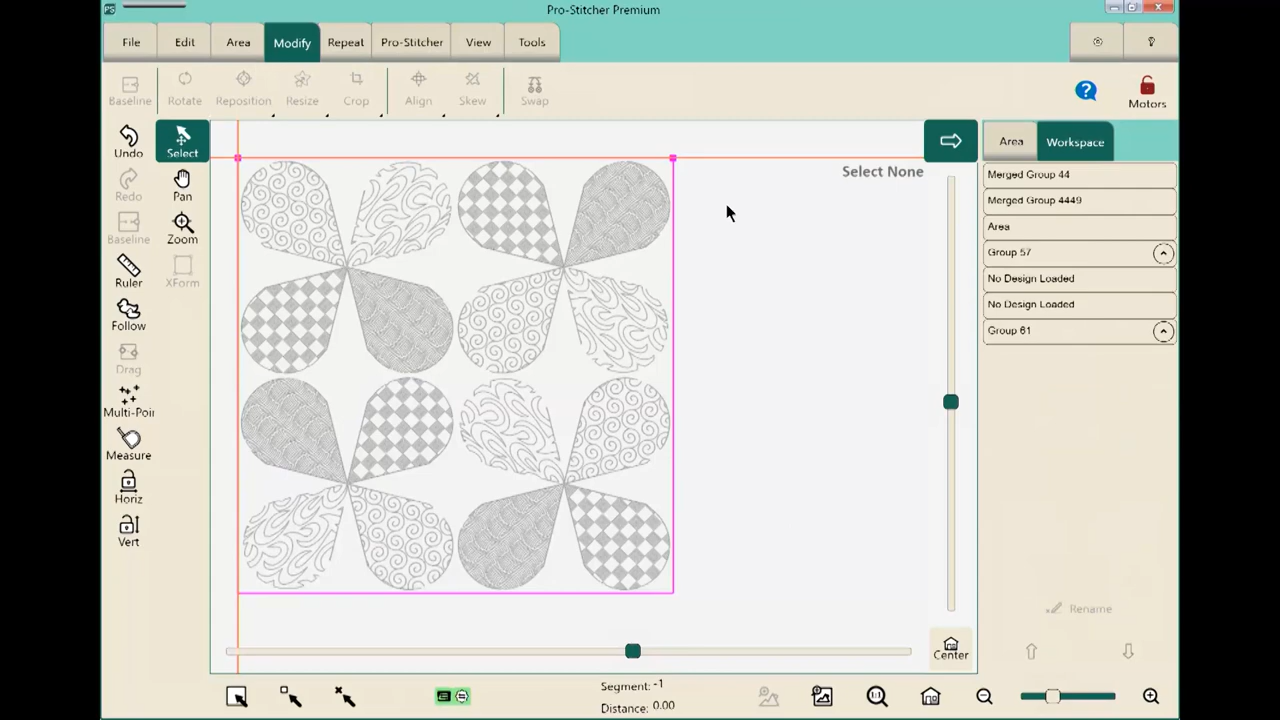 PS
Pro-Stitcher Premium
File
Edit
Area
Modify
Repeat
Pro-Stitcher
View
Tools
Baseline
Rotate
Reposition
Resize
Crop
Align
Skew
Swap
?
Motors
Undo
Select
Area
Workspace
Redo
Pan
Select None
Merged Group 44
Merged Group 4449
Baseline
Zoom
Area
Group 57
Ruler
XForm
No Design Loaded
Follow
No Design Loaded
Group 61
Drag
Multi-Poi
Measure
Horiz
Vert
Rename
Center
Segment: -1
Distance: 0.00
1:1